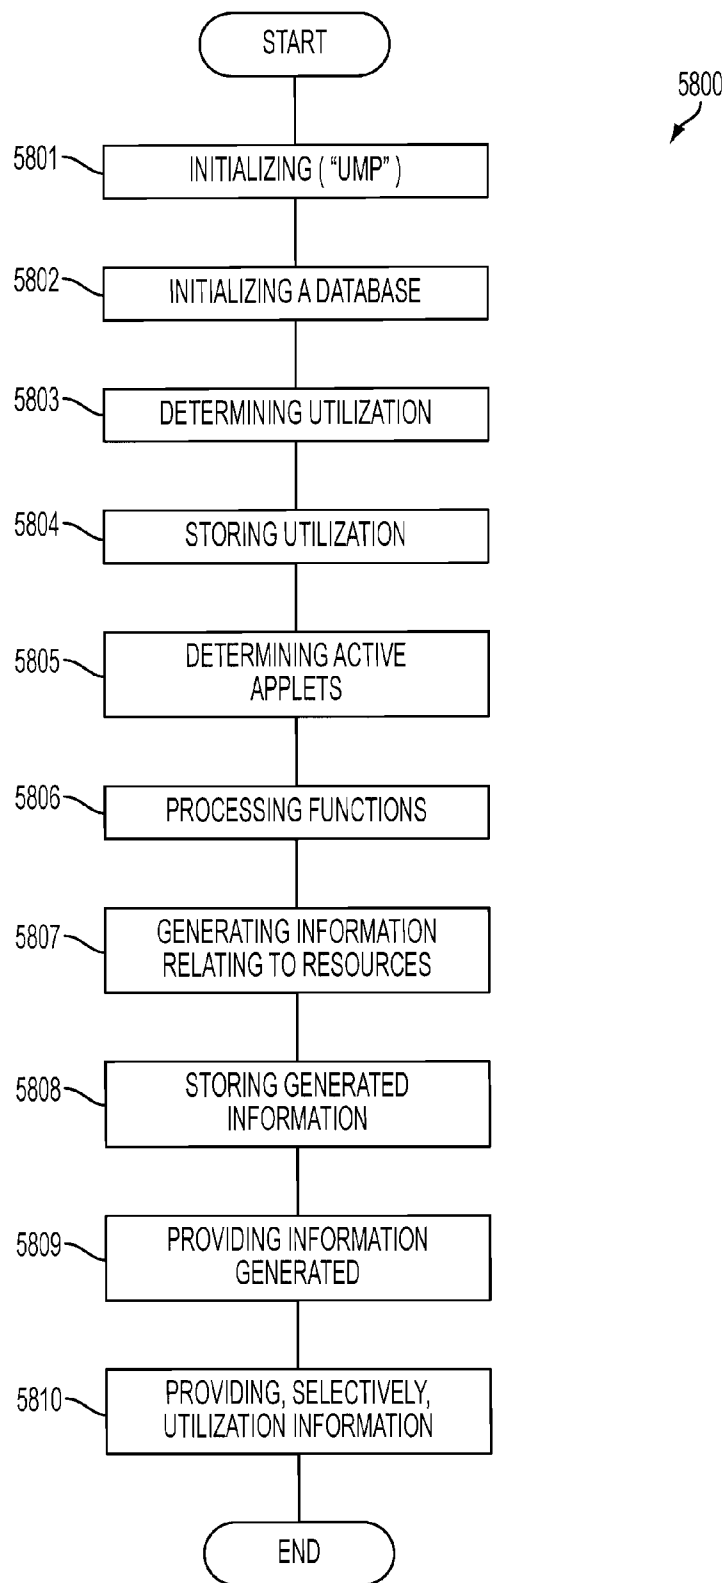 START
5800
5801
INITIALIZING ( "UMP" )
5802
INITIALIZING A DATABASE
5803
DETERMINING UTILIZATION
5804
STORING UTILIZATION
5805
DETERMINING ACTIVE
APPLETS
5806
PROCESSING FUNCTIONS
5807
GENERATING INFORMATION
RELATING TO RESOURCES
5808
STORING GENERATED
INFORMATION
5809
PROVIDING INFORMATION
GENERATED
5810
PROVIDING, SELECTIVELY,
UTILIZATION INFORMATION
END